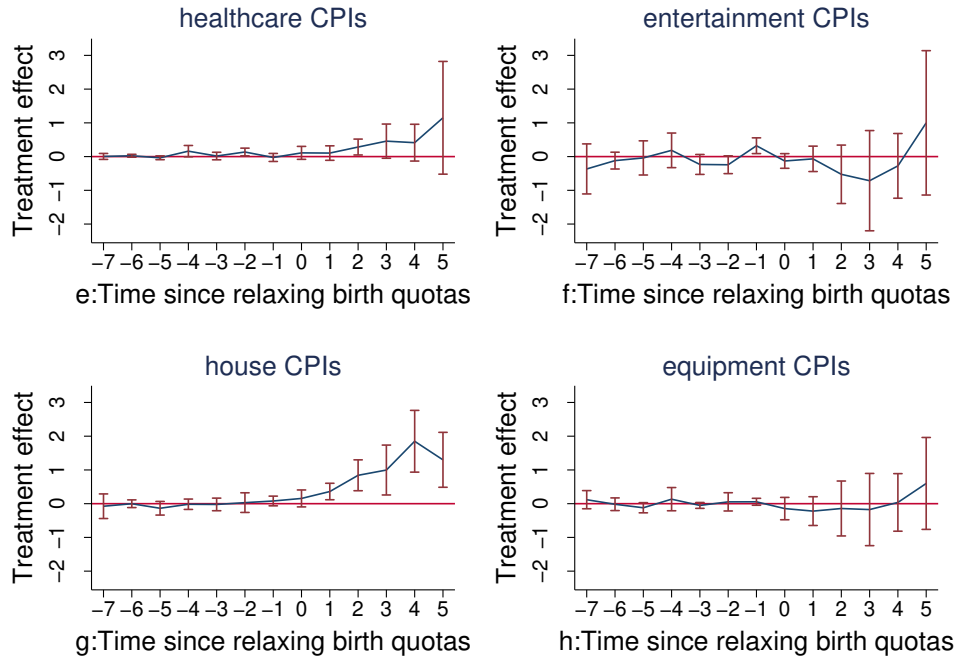 healthcare CPIs
Treatment effect
3
2
1
0
−1
−2
−7 −6 −5 −4 −3 −2 −1 0 1 2 3 4 5
e:Time since relaxing birth quotas
entertainment CPIs
Treatment effect
3
2
1
0
−1
−2
−7 −6 −5 −4 −3 −2 −1 0 1 2 3 4 5
f:Time since relaxing birth quotas
house CPIs
Treatment effect
3
2
1
0
−1
−2
−7 −6 −5 −4 −3 −2 −1 0 1 2 3 4 5
g:Time since relaxing birth quotas
equipment CPIs
Treatment effect
3
2
1
0
−1
−2
−7 −6 −5 −4 −3 −2 −1 0 1 2 3 4 5
h:Time since relaxing birth quotas